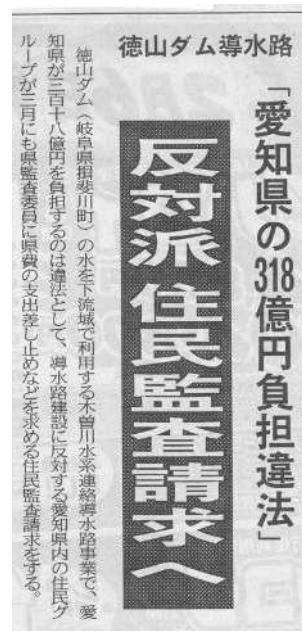 徳山ダム導水路
「愛知県の318億円負担違法」
反対派 住民監査請求へ
徳山ダム（岐阜県揖斐川町）の水を下流域で利用する木曽川水系連絡導水路事業で、愛
知県が三百十八億円を負担するのは違法として、導水路建設に反対する愛知県内の住民グ
ループが三月にも県監査委員に県費の支出差し止めなどを求める住民監査請求をする。